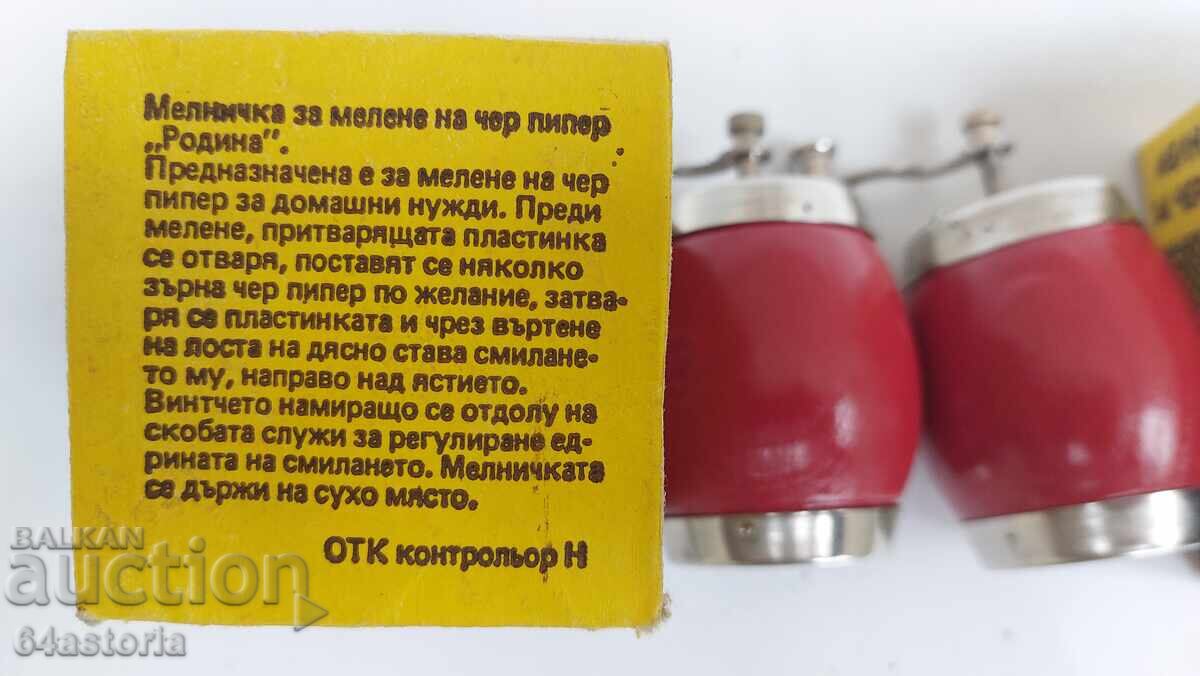 Мелничка за мелене на чер пипер
„Родина".
Предназначена е за мелене на чер
пипер за домашни нужди. Преди
мелене, притварящата пластинка
се отваря, поставят се няколко
зърна чер пипер по желание, затва-
ря се пластинката и чрез въртене
на лоста на дясно става смилане-
то му, направо над ястието.
Винтчето намиращо се отдолу на
скобата служи за регулиране ед-
рината на смилането. Мелничката
се държи на сухо място.
ОТК контрольор Н
BALKAN
auction
64astoria